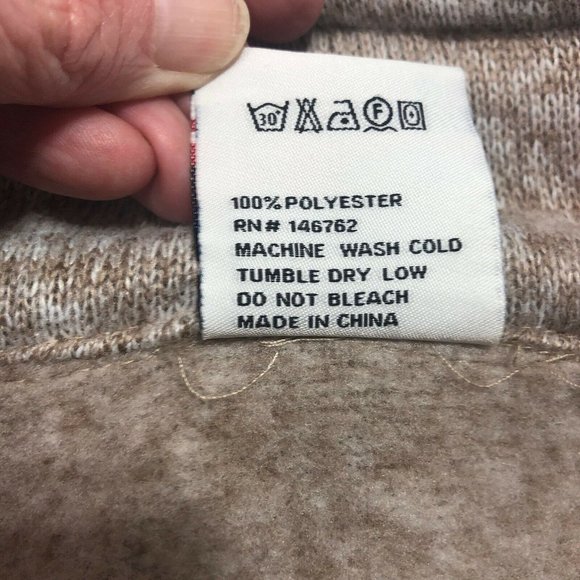 30°
F
100% POLYESTER
RN# 146762
MACHINE WASH COLD
TUMBLE DRY LOW
DO NOT BLEACH
MADE IN CHINA